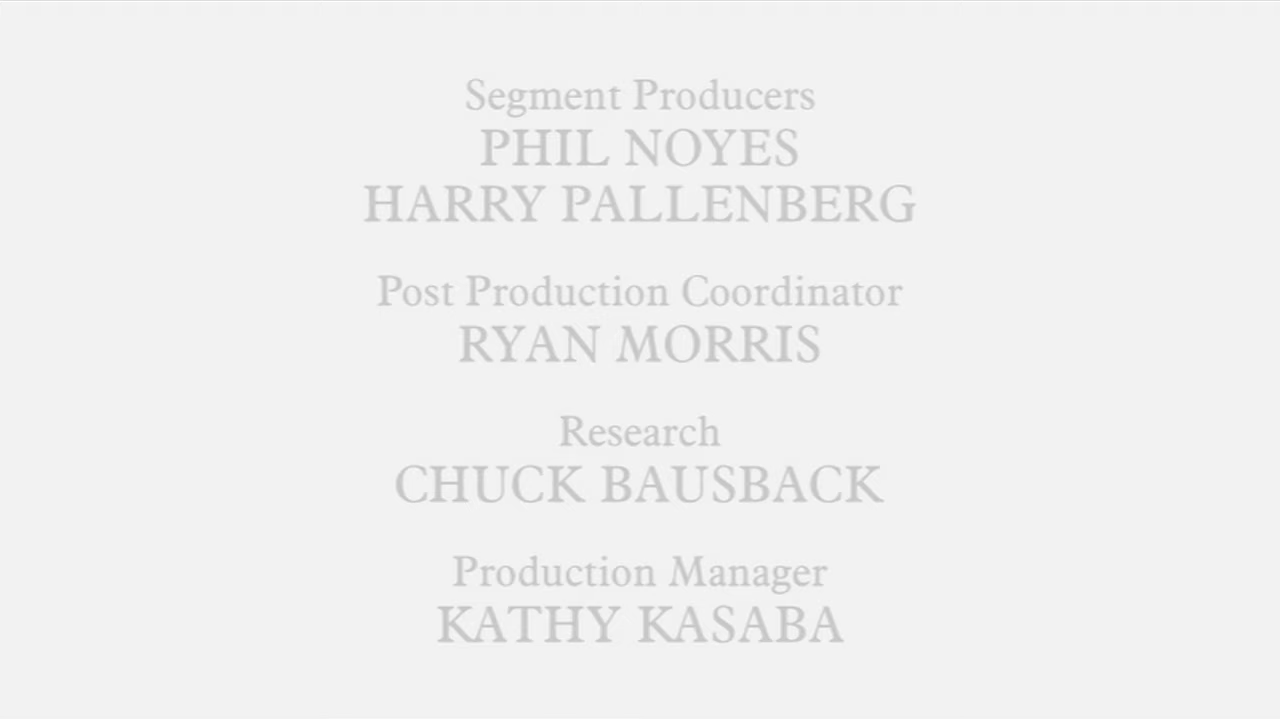 Segment Producers
PHIL NOYES
HARRY PALLENBERG
Post Production Coordinator
RYAN MORRIS
Research
CHUCK BAUSBACK
Production Manager
KATHY KASABA